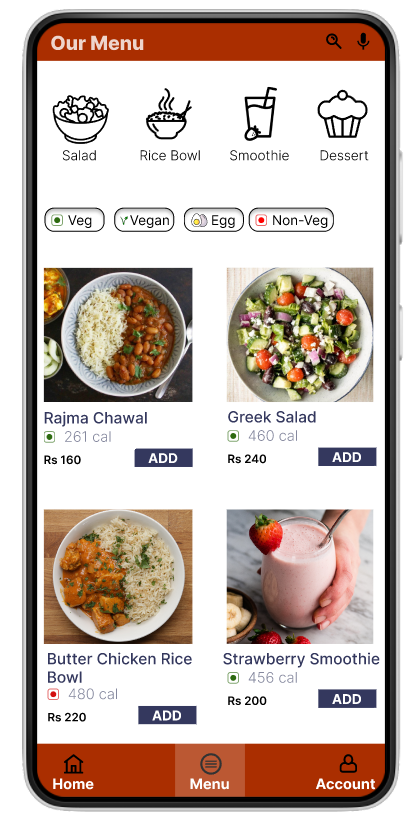 Our Menu
Salad Rice Bowl Smoothie Dessert
Veg Vegan Egg Non-Veg
Rajma Chawal
261 cal
Rs 160 ADD
Greek Salad
460 cal
Rs 240 ADD
Butter Chicken Rice
Bowl
480 cal
Rs 220 ADD
Strawberry Smoothie
456 cal
Rs 200 ADD
Home Menu Account